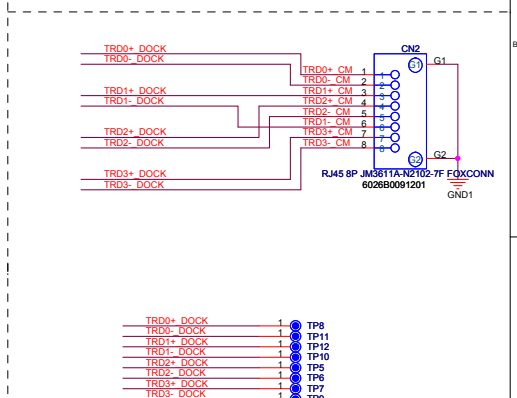 TRD0+_DOCK
TRD0-_DOCK
TRD1+_DOCK
TRD1-_DOCK
TRD2+_DOCK
TRD2-_DOCK
TRD3+_DOCK
TRD3-_DOCK
CN2
G1 G1
TRD0+_CM 1 1
TRD0-_CM 2 2
TRD1+_CM 3 3
TRD2+_CM 4 4
TRD2-_CM 5 5
TRD1-_CM 6 6
TRD3+_CM 7 7
TRD3-_CM 8 8
G2 G2
RJ45 8P JM3611A-N2102-7F FOXCONN
6026B0091201
GND1
B
TRD0+_DOCK 1 TP8
TRD0-_DOCK 1 TP11
TRD1+_DOCK 1 TP12
TRD1-_DOCK 1 TP10
TRD2+_DOCK 1 TP5
TRD2-_DOCK 1 TP6
TRD3+_DOCK 1 TP7
TRD3-_DOCK 1